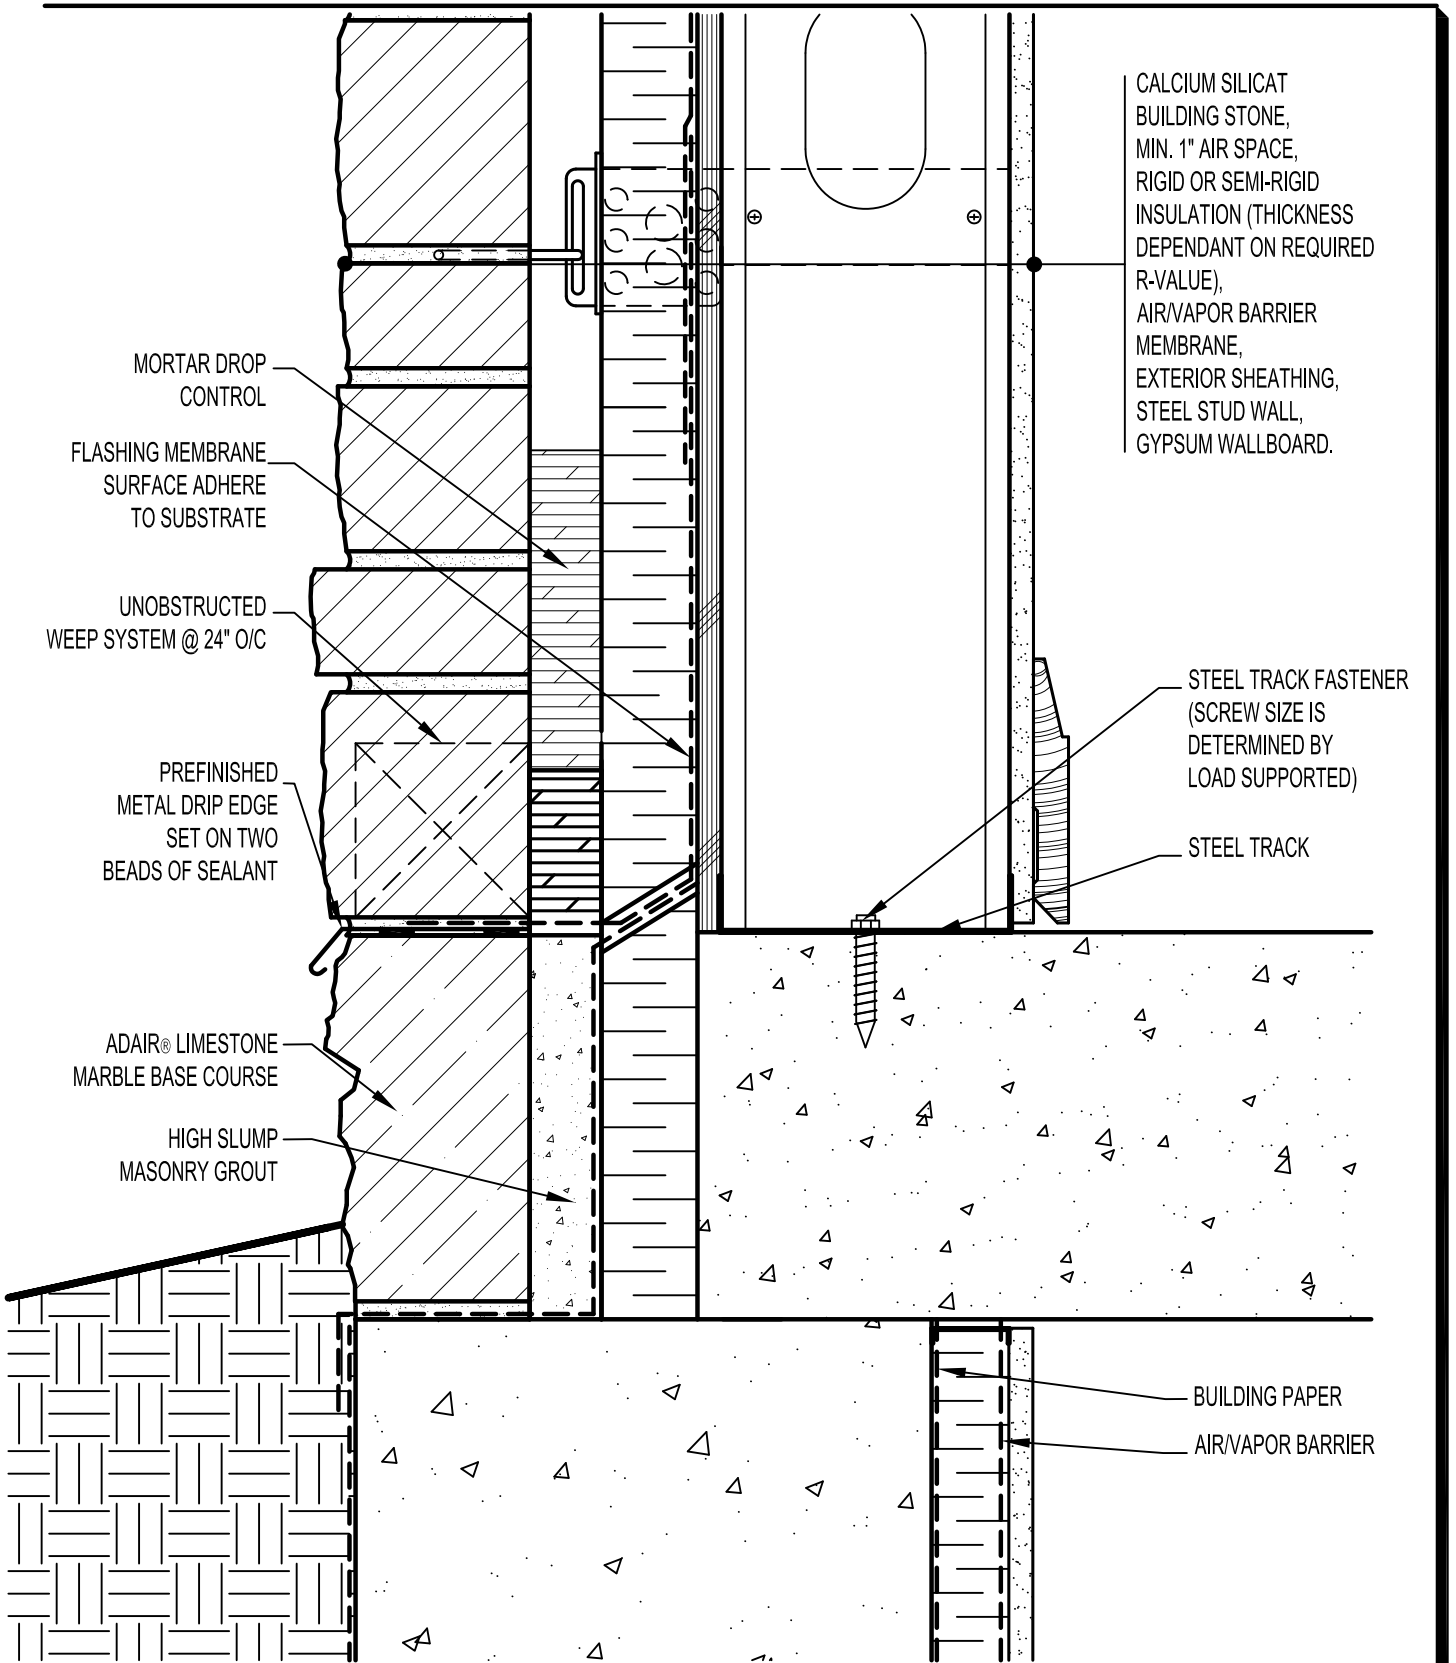 CALCIUM SILICAT
BUILDING STONE,
MIN. 1" AIR SPACE,
RIGID OR SEMI-RIGID
INSULATION (THICKNESS
DEPENDANT ON REQUIRED
R-VALUE),
AIR/VAPOR BARRIER
MEMBRANE,
EXTERIOR SHEATHING,
STEEL STUD WALL,
GYPSUM WALLBOARD.
MORTAR DROP
CONTROL
FLASHING MEMBRANE
SURFACE ADHERE
TO SUBSTRATE
UNOBSTRUCTED
WEEP SYSTEM @ 24" O/C
PREFINISHED
METAL DRIP EDGE
SET ON TWO
BEADS OF SEALANT
STEEL TRACK FASTENER
(SCREW SIZE IS
DETERMINED BY
LOAD SUPPORTED)
STEEL TRACK
ADAIR® LIMESTONE
MARBLE BASE COURSE
HIGH SLUMP
MASONRY GROUT
BUILDING PAPER
AIR/VAPOR BARRIER